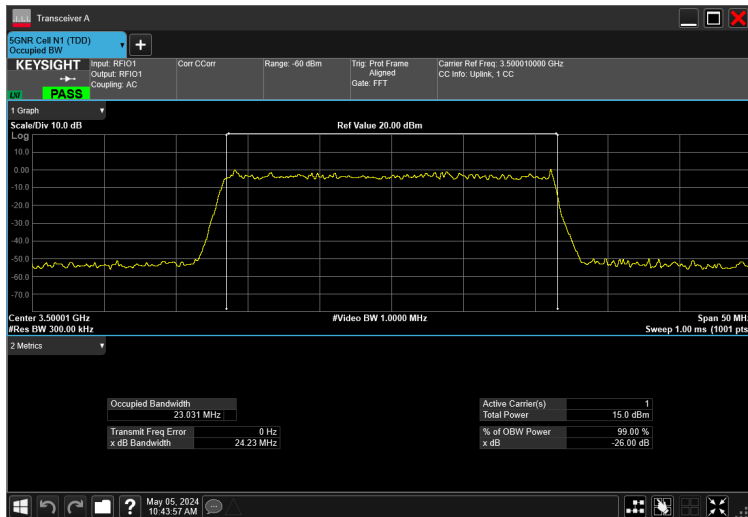 Transceiver A
5GNR Cell N1 (TDD)
Occupied BW
KEYSIGHT
LXI
PASS
Input: RFIO1
Output: RFIO1
Coupling: AC
Corr CCorr
Range: -60 dBm
Trig: Prot Frame
Aligned
Gate: FFT
Carrier Ref Freq: 3.500010000 GHz
CC Info: Uplink, 1 CC
1 Graph
Scale/Div 10.0 dB
Ref Value 20.00 dBm
Log
10.0
0.00
-10.0
-20.0
-30.0
-40.0
-50.0
-60.0
-70.0
Center 3.50001 GHz
#Video BW 1.0000 MHz
Span 50 MHz
#Res BW 300.00 kHz
Sweep 1.00 ms (1001 pts
2 Metrics
Occupied Bandwidth
23.031 MHz
Transmit Freq Error 0 Hz
x dB Bandwidth 24.23 MHz
Active Carrier(s) 1
Total Power 15.0 dBm
% of OBW Power 99.00 %
x dB -26.00 dB
May 05, 2024
10:43:57 AM